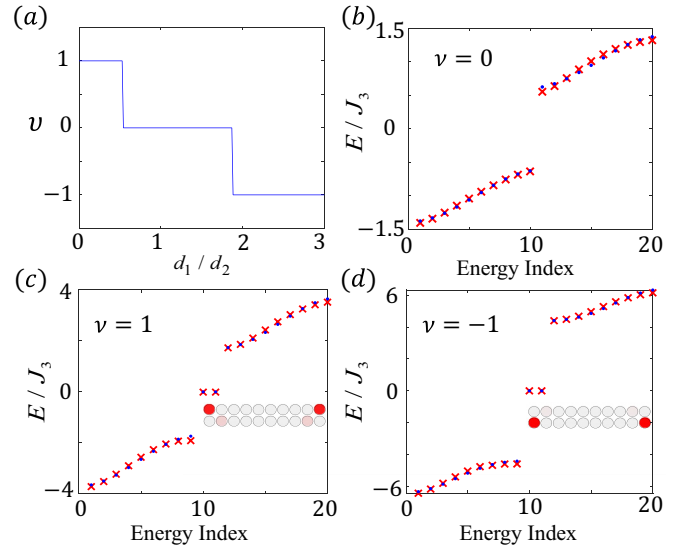 (a)
1
0
−1
υ
0
1
2
3
d₁ / d₂
(b)
ν = 0
1.5
0
−1.5
E / J₃
0
10
20
Energy Index
(c)
ν = 1
4
0
−4
E / J₃
0
10
20
Energy Index
(d)
ν = −1
6
0
−6
E / J₃
0
10
20
Energy Index